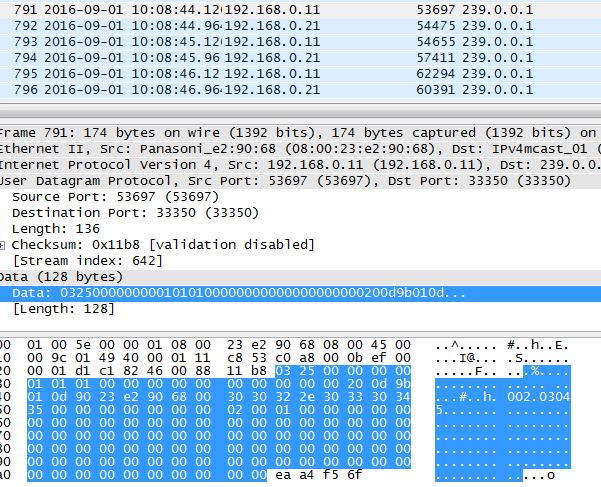 791 2016-09-01 10:08:44.126 192.168.0.11 53697 239.0.0.1
792 2016-09-01 10:08:44.964 192.168.0.21 54475 239.0.0.1
793 2016-09-01 10:08:45.126 192.168.0.11 54655 239.0.0.1
794 2016-09-01 10:08:45.96 192.168.0.21 57411 239.0.0.1
795 2016-09-01 10:08:46.12 192.168.0.11 62294 239.0.0.1
796 2016-09-01 10:08:46.964 192.168.0.21 60391 239.0.0.1
Frame 791: 174 bytes on wire (1392 bits), 174 bytes captured (1392 bits) on
Ethernet II, Src: Panasoni_e2:90:68 (08:00:23:e2:90:68), Dst: IPv4mcast_01 (
Internet Protocol Version 4, Src: 192.168.0.11 (192.168.0.11), Dst: 239.0.0.
User Datagram Protocol, Src Port: 53697 (53697), Dst Port: 33350 (33350)
Source Port: 53697 (53697)
Destination Port: 33350 (33350)
Length: 136
Checksum: 0x11b8 [validation disabled]
[Stream index: 642]
Data (128 bytes)
Data: 03250000000001010100000000000000000000200d9b010d...
[Length: 128]
00 01 00 5e 00 00 01 08 00 23 e2 90 68 08 00 45 00 ..^..... #..h..E.
10 00 9c 01 49 40 00 01 11 c8 53 c0 a8 00 0b ef 00 ...I@... .S......
20 00 01 d1 c1 82 46 00 88 11 b8 03 25 00 00 00 00 .....F.. ...%....
30 01 01 01 00 00 00 00 00 00 00 00 00 00 20 0d 9b ........ ..... ..
40 01 0d 90 23 e2 90 68 00 30 30 32 2e 30 33 30 34 ...#..h. 002.0304
50 35 00 00 00 00 00 00 00 02 00 01 00 00 00 00 00 5....... ........
60 00 00 00 00 00 00 00 00 00 00 00 00 00 00 00 00 ........ ........
70 00 00 00 00 00 00 00 00 00 00 00 00 00 00 00 00 ........ ........
80 00 00 00 00 00 00 00 00 00 00 00 00 00 00 00 00 ........ ........
90 00 00 00 00 00 00 00 00 00 00 00 00 00 00 00 00 ........ ........
a0 00 00 00 00 00 00 00 00 00 00 ea a4 f5 6f ........ .....o